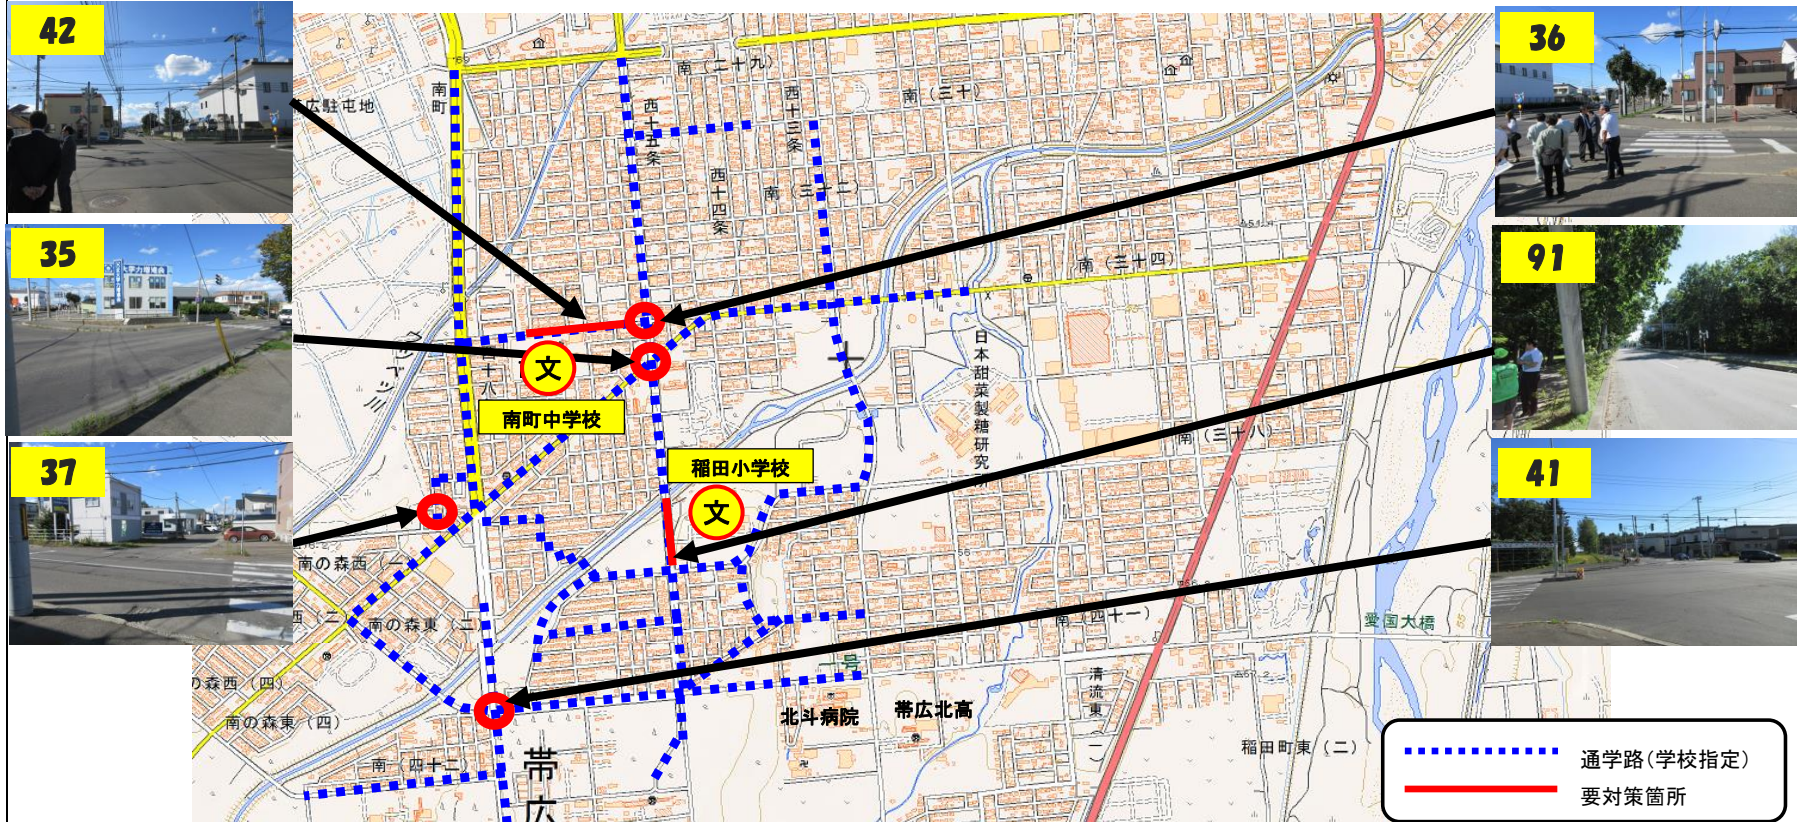 42
35
37
36
91
41
南町
南(二十九)
南(三十)
西十五条
西十三条
西十四条
南(三十二)
南(三十四)
南町中学校
文
稲田小学校
文
日本甜菜製糖研究所
南(三十八)
南の森西(一
南の森東(二)
の森西(四)
南の森東(四)
南(四十一)
愛国大橋
一号
北斗病院
帯広北高
清流東(一)
稲田町東(二)
南(四十二)
帯広
通学路(学校指定)
要対策箇所